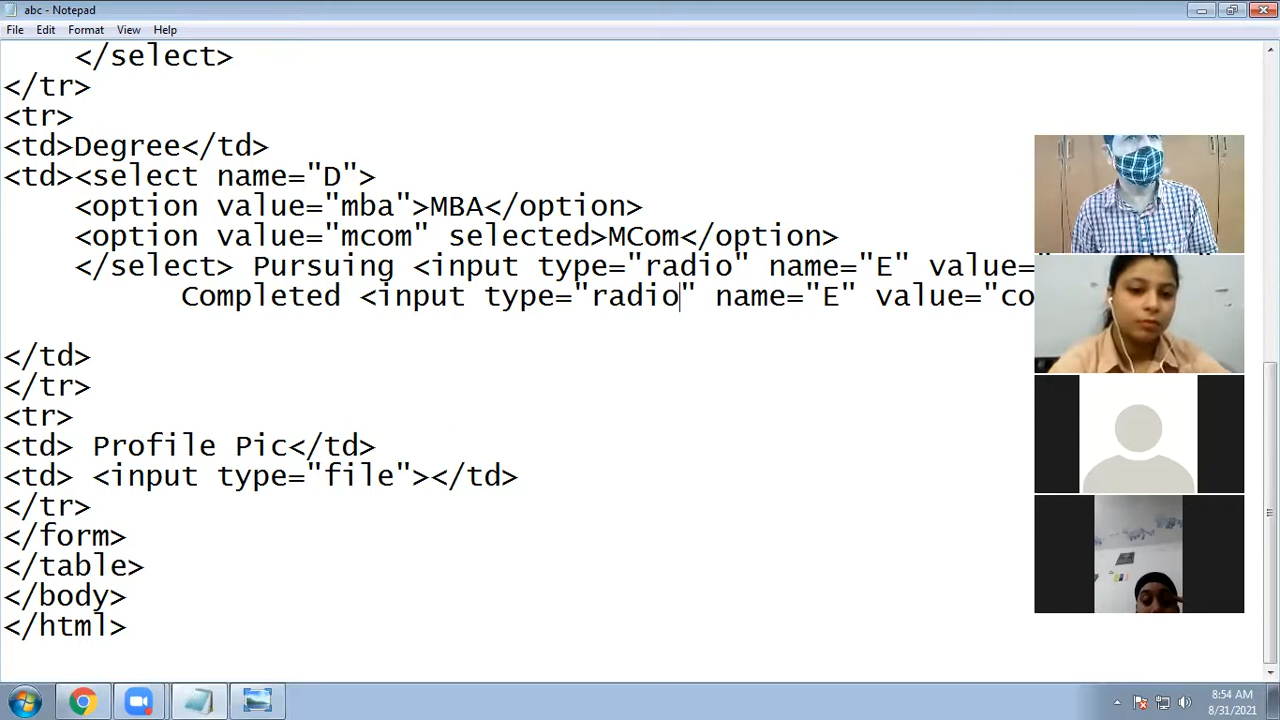 abc - Notepad
File Edit Format View Help
</select>
</tr>
<tr>
<td>Degree</td>
<td><select name="D">
<option value="mba">MBA</option>
<option value="mcom" selected>MCom</option>
</select> Pursuing <input type="radio" name="E" value="
Completed <input type="radio" name="E" value="co
</td>
</tr>
<tr>
<td> Profile Pic</td>
<td> <input type="file"></td>
</tr>
</form>
</table>
</body>
</html>
8:54 AM
8/31/2021